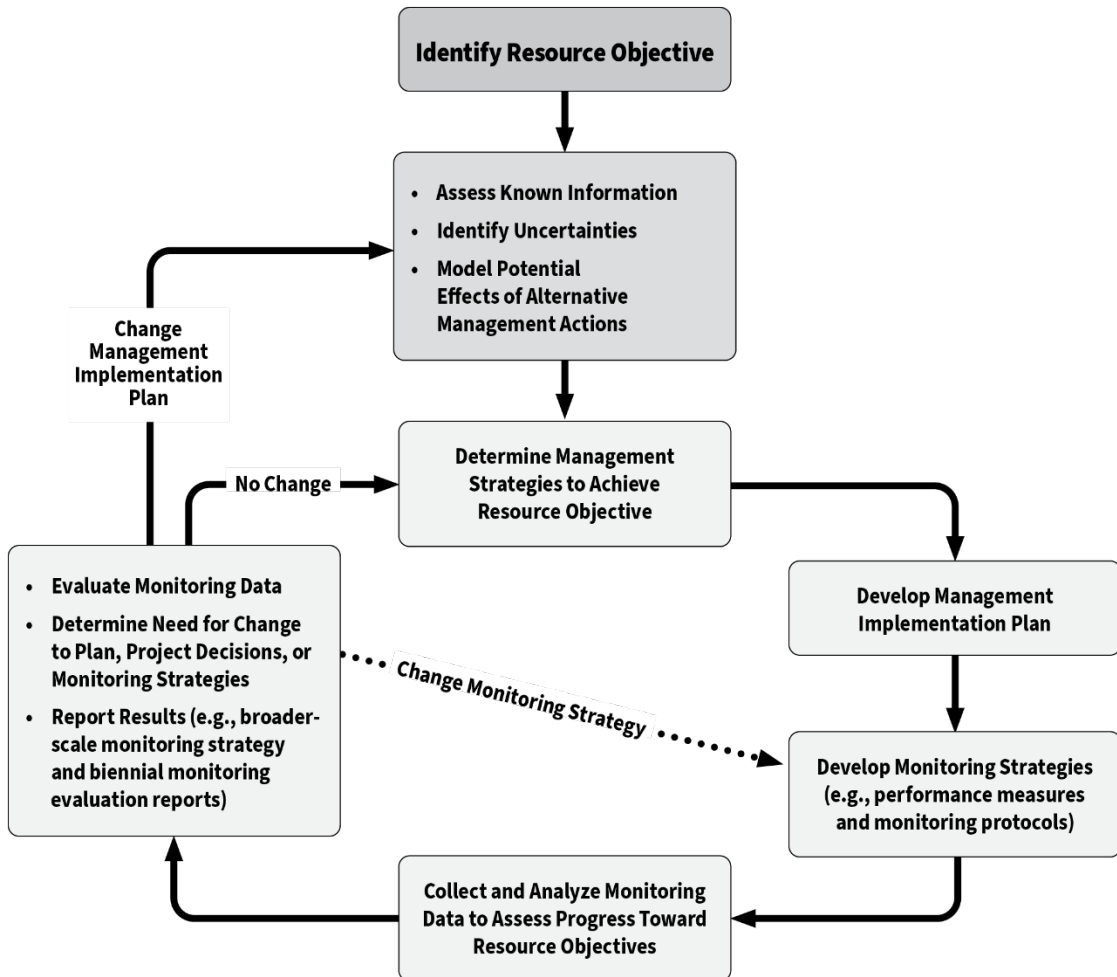 Identify Resource Objective
• Assess Known Information
• Identify Uncertainties
• Model Potential
Effects of Alternative
Management Actions
Change
Management
Implementation
Plan
Determine Management
Strategies to Achieve
Resource Objective
No Change
• Evaluate Monitoring Data
• Determine Need for Change
to Plan, Project Decisions, or
Monitoring Strategies
• Report Results (e.g., broader-
scale monitoring strategy
and biennial monitoring
evaluation reports)
Develop Management
Implementation Plan
Change Monitoring Strategy
Develop Monitoring Strategies
(e.g., performance measures
and monitoring protocols)
Collect and Analyze Monitoring
Data to Assess Progress Toward
Resource Objectives